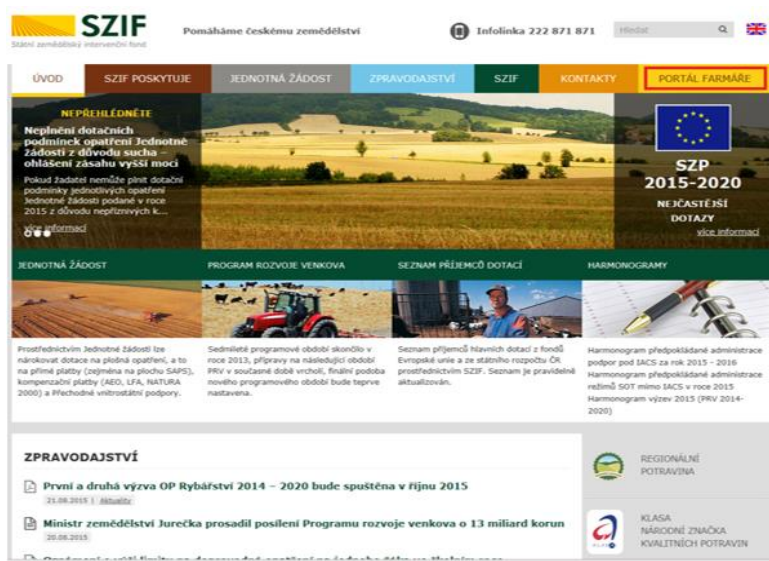 SZIF
Státní zemědělský intervenční fond
Pomáháme českému zemědělství
Infolinka 222 871 871
Hledat
ÚVOD
SZIF POSKYTUJE
JEDNOTNÁ ŽÁDOST
ZPRAVODAJSTVÍ
SZIF
KONTAKTY
PORTÁL FARMÁŘE
NEPŘEHLÉDNĚTE
Neplnění dotačních
podmínek opatření Jednotné
žádosti z důvodu sucha –
ohlášení zásahu vyšší moci
Pokud žadatel nemůže plnit dotační
podmínky jednotlivých opatření
Jednotné žádosti podané v roce
2015 z důvodu nepříznivých k...
více informací
SZP
2015-2020
NEJČASTĚJŠÍ
DOTAZY
více informací
JEDNOTNÁ ŽÁDOST
Prostřednictvím Jednotné žádosti lze
nárokovat dotace na plošná opatření, a to
na přímé platby (zejména na plochu SAPS),
kompenzační platby (AEO, LFA, NATURA
2000) a Přechodné vnitrostátní podpory.
PROGRAM ROZVOJE VENKOVA
Sedmileté programové období skončilo v
roce 2013, přípravy na následující období
PRV v současné době vrcholí, finální podoba
nového programového období bude teprve
nastavena.
SEZNAM PŘÍJEMCŮ DOTACÍ
Seznam příjemců hlavních dotací z fondů
Evropské unie a ze státního rozpočtu ČR
prostřednictvím SZIF. Seznam je pravidelně
aktualizován.
HARMONOGRAMY
Harmonogram předpokládané administrace
podpor pod IACS za rok 2015 - 2016
Harmonogram předpokládané administrace
režimů SOT mimo IACS v roce 2015
Harmonogram výzev 2015 (PRV 2014-
2020)
ZPRAVODAJSTVÍ
První a druhá výzva OP Rybářství 2014 – 2020 bude spuštěna v říjnu 2015
21.08.2015 | Aktuality
Ministr zemědělství Jurečka prosadil posílení Programu rozvoje venkova o 13 miliard korun
20.08.2015
REGIONÁLNÍ
POTRAVINA
KLASA
NÁRODNÍ ZNAČKA
KVALITNÍCH POTRAVIN